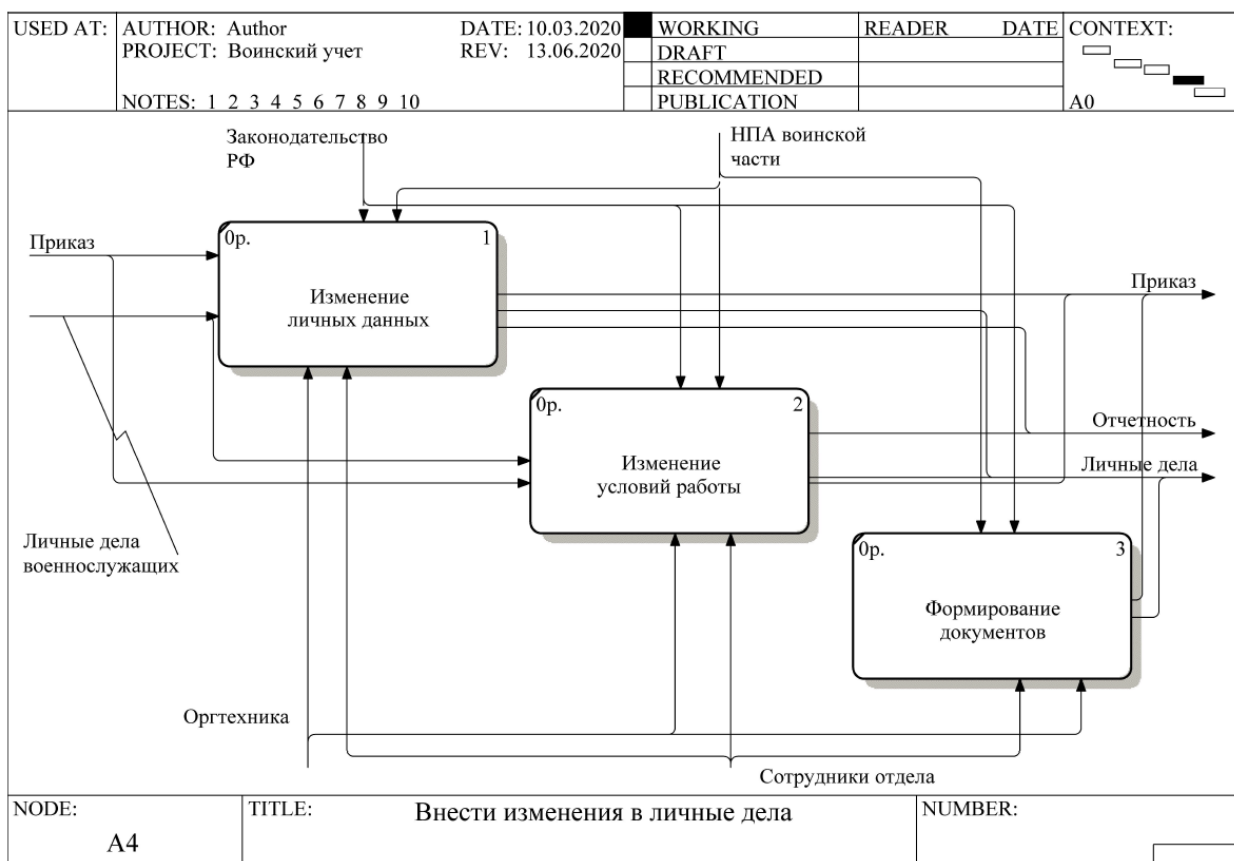 USED AT: AUTHOR: Author DATE: 10.03.2020 WORKING READER DATE CONTEXT:
PROJECT: Воинский учет REV: 13.06.2020 DRAFT
RECOMMENDED
NOTES: 1 2 3 4 5 6 7 8 9 10 PUBLICATION A0
Законодательство
РФ
НПА воинской
части
Приказ
0р. 1
Изменение
личных данных
Приказ
0р. 2
Изменение
условий работы
Отчетность
Личные дела
Личные дела
военнослужащих
0р. 3
Формирование
документов
Оргтехника
Сотрудники отдела
NODE: TITLE: Внести изменения в личные дела NUMBER:
A4